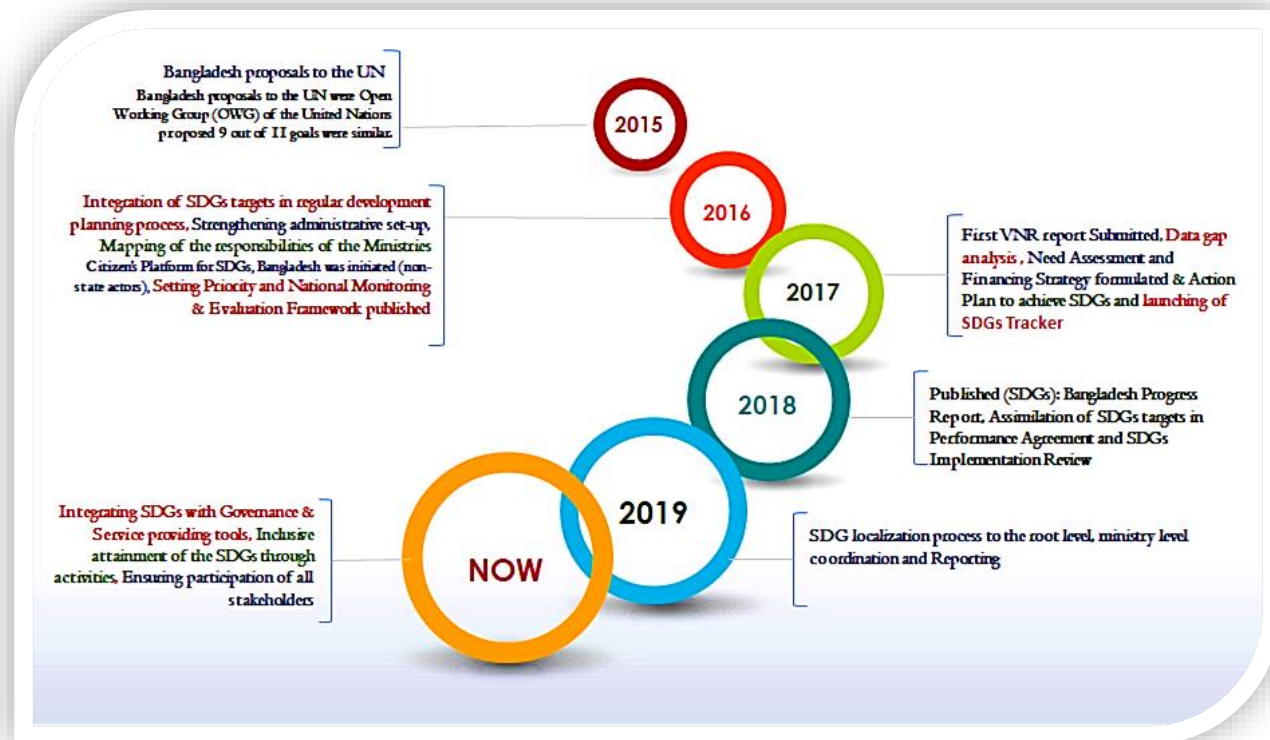 Bangladesh proposals to the UN
Bangladesh proposals to the UN were Open
Working Group (OWG) of the United Nations
proposed 9 out of 11 goals were similar.
2015
2016
Integration of SDGs targets in regular development
planning process, Strengthening administrative set-up,
Mapping of the responsibilities of the Ministries
Citizen's Platform for SDGs, Bangladesh was initiated (non-
state actors), Setting Priority and National Monitoring
& Evaluation Framework published
2017
First VNR report Submitted, Data gap
analysis , Need Assessment and
Financing Strategy formulated & Action
Plan to achieve SDGs and launching of
SDGs Tracker
2018
Published (SDGs): Bangladesh Progress
Report, Assimilation of SDGs targets in
Performance Agreement and SDGs
Implementation Review
2019
SDG localization process to the root level, ministry level
coordination and Reporting
NOW
Integrating SDGs with Governance &
Service providing tools, Inclusive
attainment of the SDGs through
activities, Ensuring participation of all
stakeholders